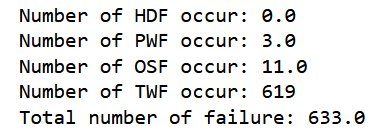 Number of HDF occur: 0.0
Number of PWF occur: 3.0
Number of OSF occur: 11.0
Number of TWF occur: 619
Total number of failure: 633.0